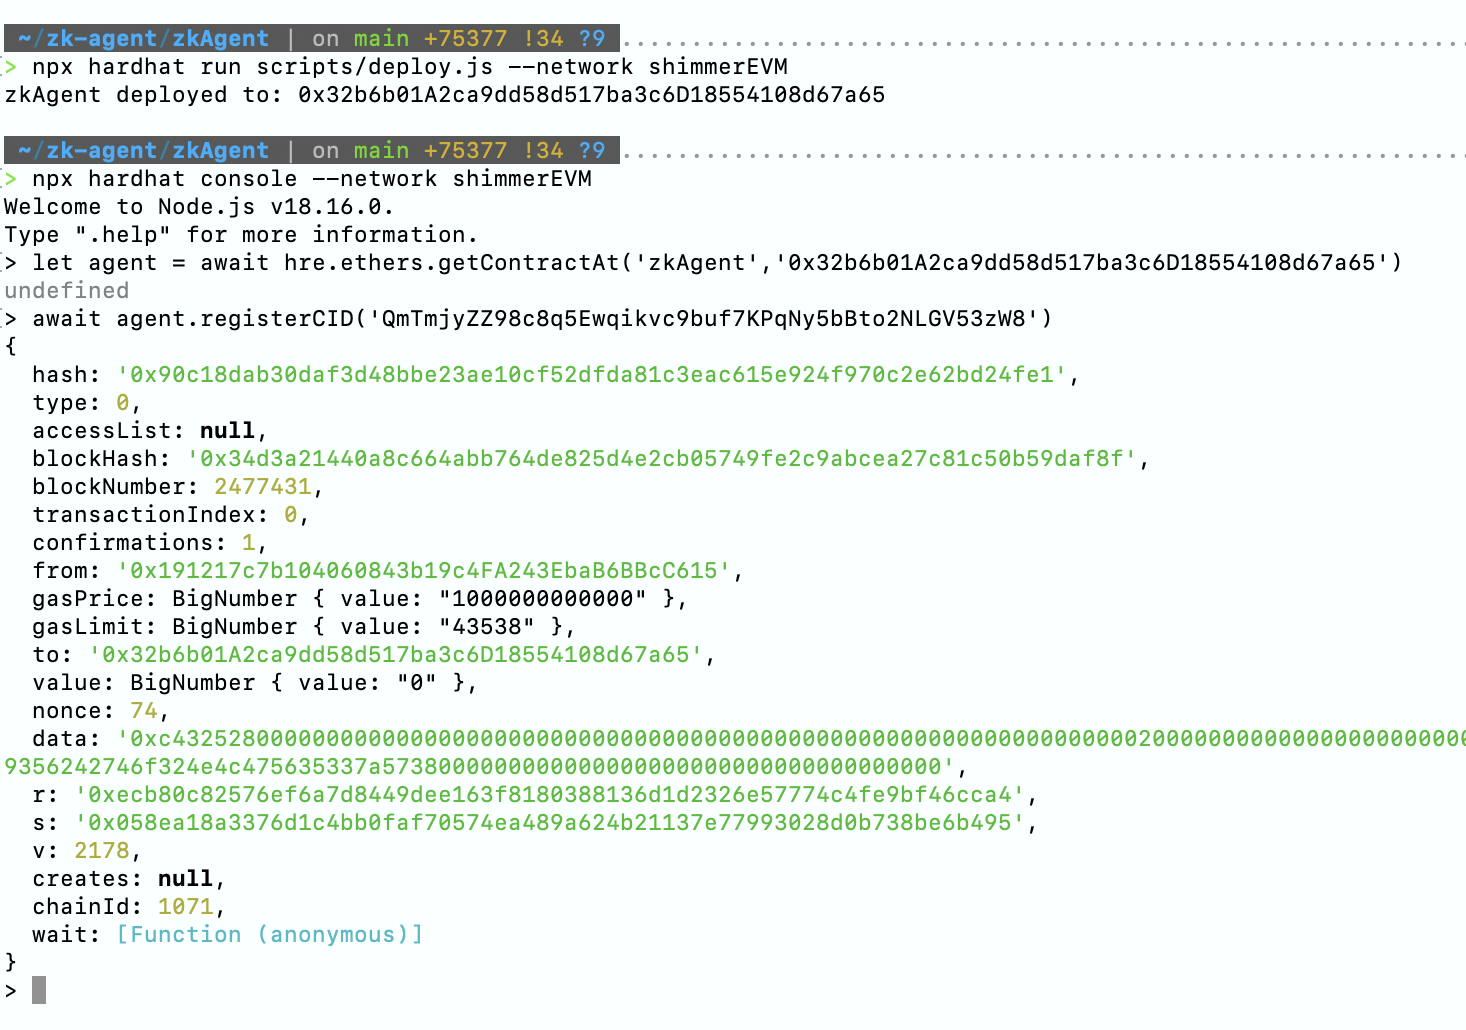 ~/zk-agent/zkAgent | on main +75377 !34 ?9
> npx hardhat run scripts/deploy.js --network shimmerEVM
zkAgent deployed to: 0x32b6b01A2ca9dd58d517ba3c6D18554108d67a65
~/zk-agent/zkAgent | on main +75377 !34 ?9
> npx hardhat console --network shimmerEVM
Welcome to Node.js v18.16.0.
Type ".help" for more information.
> let agent = await hre.ethers.getContractAt('zkAgent','0x32b6b01A2ca9dd58d517ba3c6D18554108d67a65')
undefined
> await agent.registerCID('QmTmjyZZ98c8q5Ewqikvc9buf7KPqNy5bBto2NLGV53zW8')
{
hash: '0x90c18dab30daf3d48bbe23ae10cf52dfda81c3eac615e924f970c2e62bd24fe1',
type: 0,
accessList: null,
blockHash: '0x34d3a21440a8c664abb764de825d4e2cb05749fe2c9abcea27c81c50b59daf8f',
blockNumber: 2477431,
transactionIndex: 0,
confirmations: 1,
from: '0x191217c7b104060843b19c4FA243EbaB6BBcC615',
gasPrice: BigNumber { value: "1000000000000" },
gasLimit: BigNumber { value: "43538" },
to: '0x32b6b01A2ca9dd58d517ba3c6D18554108d67a65',
value: BigNumber { value: "0" },
nonce: 74,
data: '0xc43252800000000000000000000000000000000000000000000000000000000000000020000000000000000000000
9356242746f324e4c475635337a573800000000000000000000000000000000000000',
r: '0xecb80c82576ef6a7d8449dee163f8180388136d1d2326e57774c4fe9bf46cca4',
s: '0x058ea18a3376d1c4bb0faf70574ea489a624b21137e77993028d0b738be6b495',
v: 2178,
creates: null,
chainId: 1071,
wait: [Function (anonymous)]
}
>